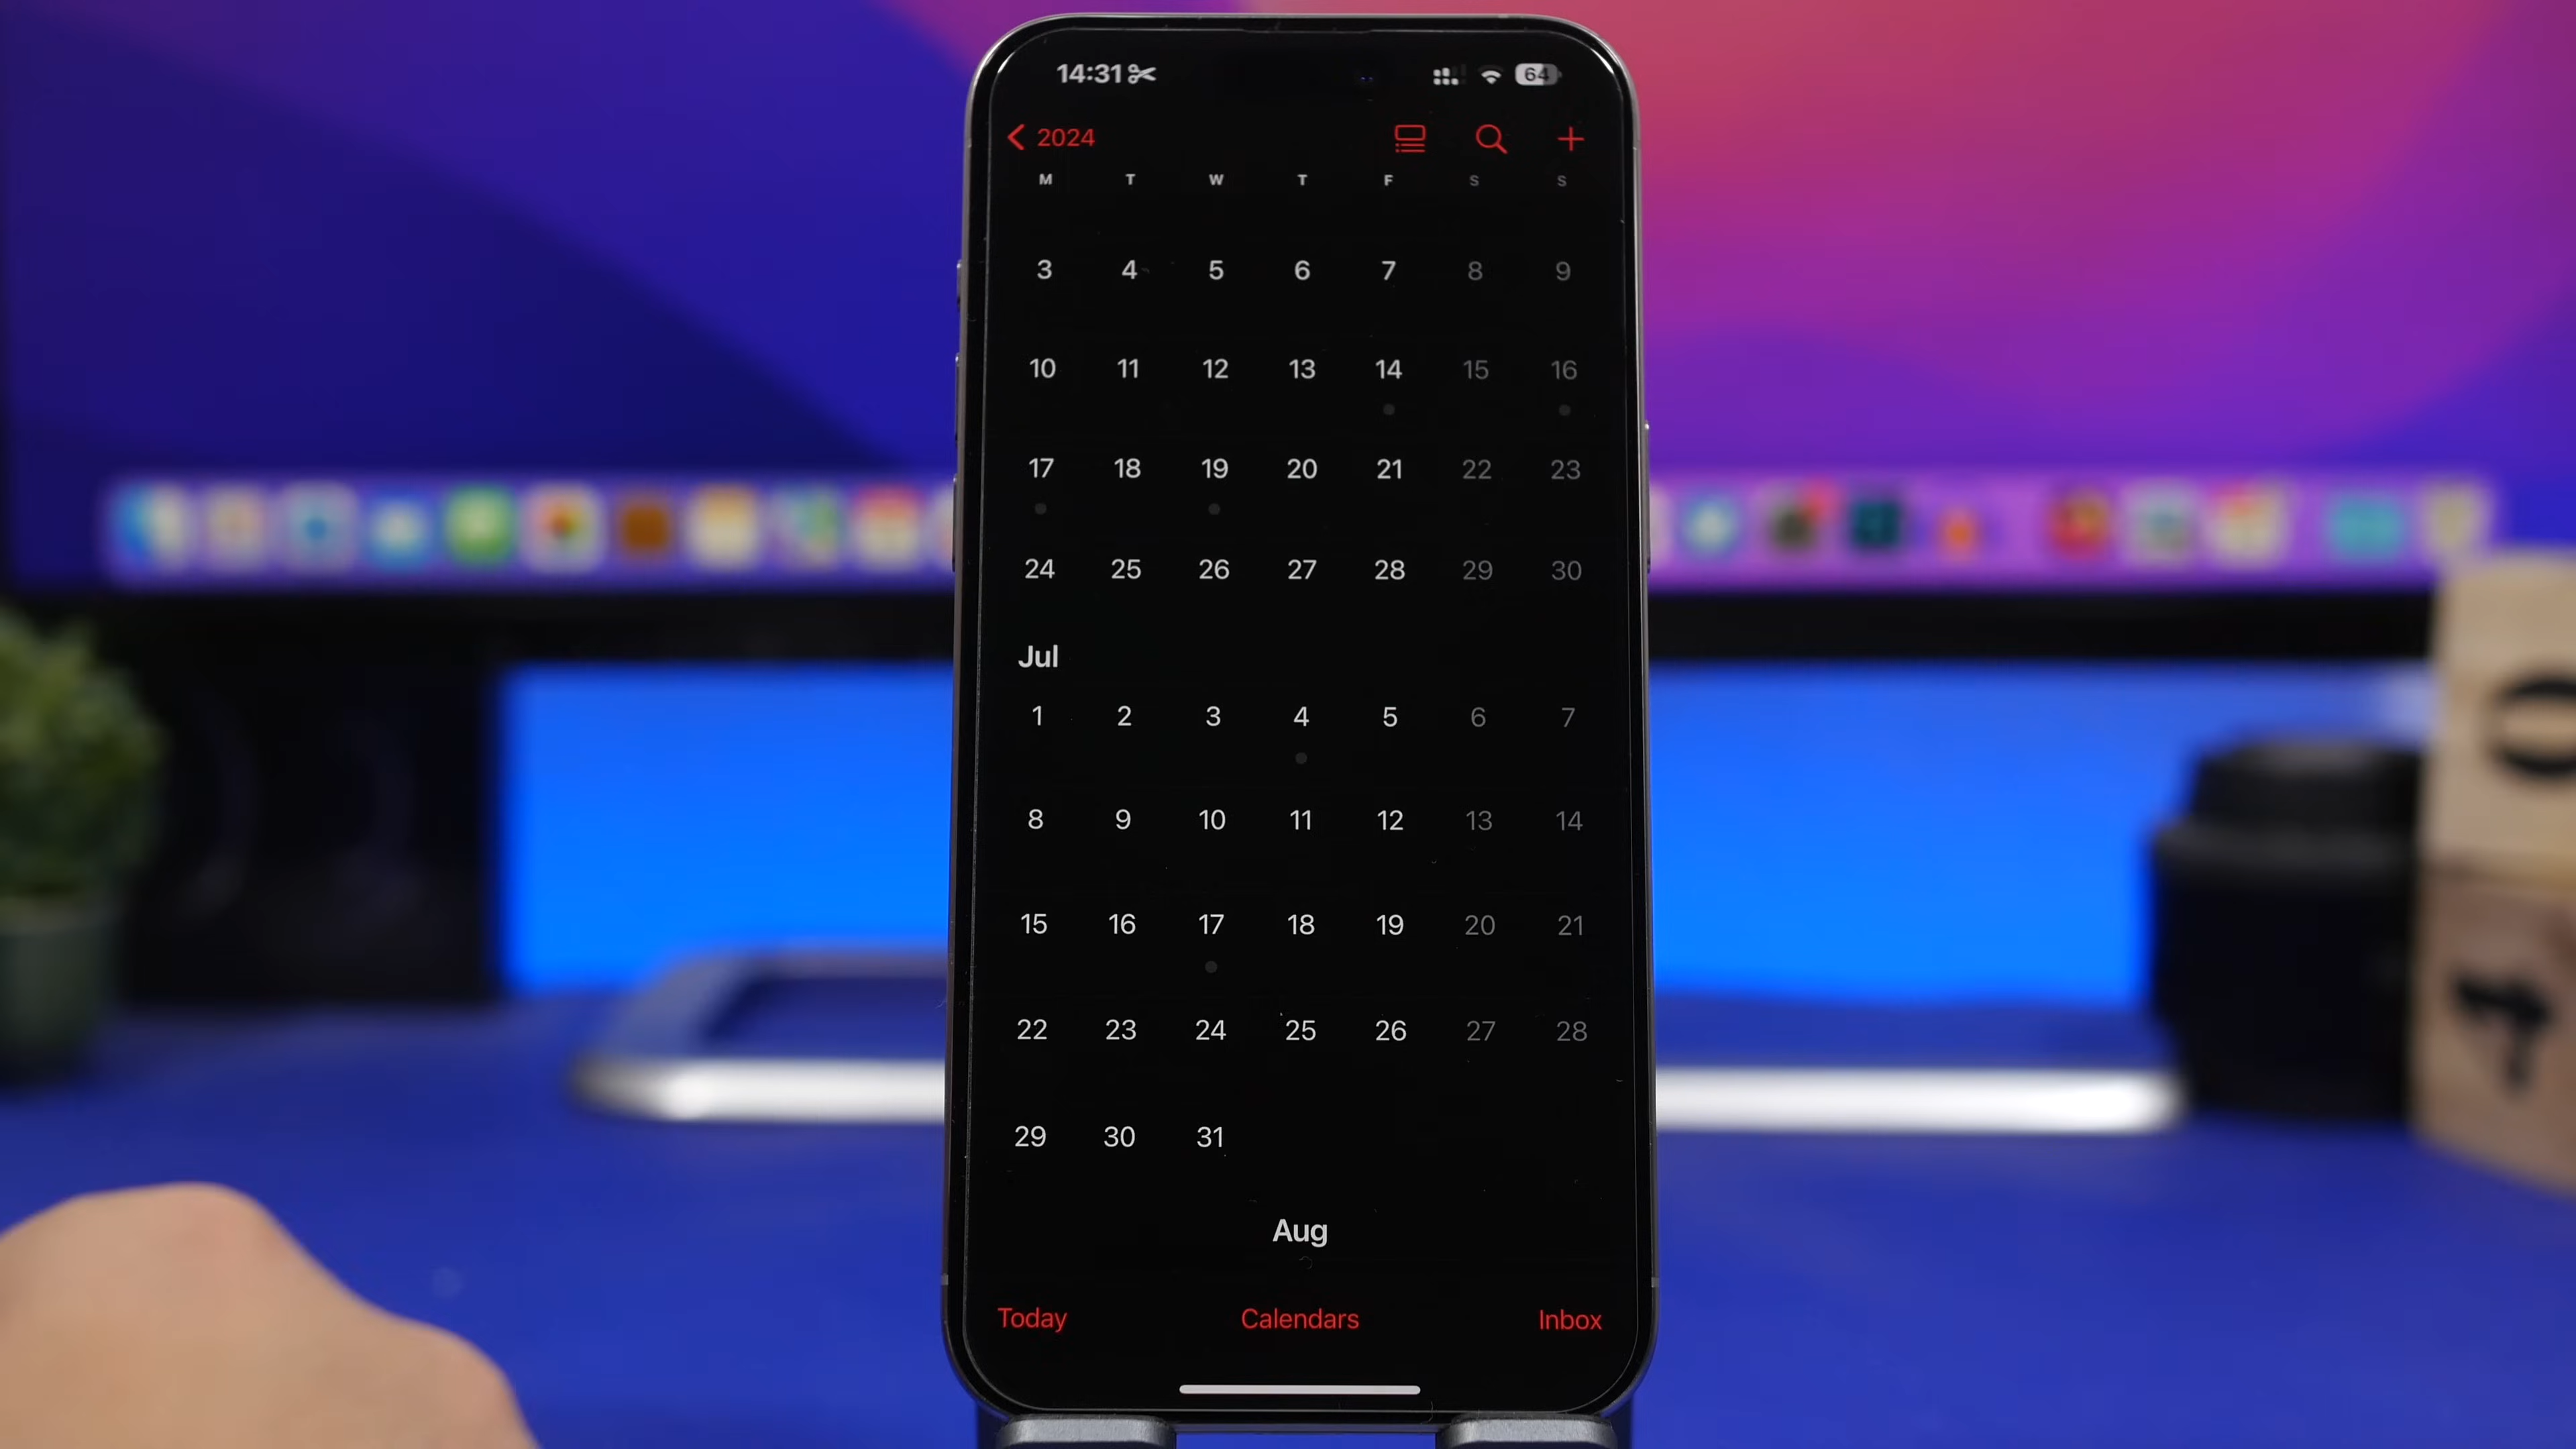 14:31 64
2024
M T W T F S S
3 4 5 6 7 8 9
10 11 12 13 14 15 16
17 18 19 20 21 22 23
24 25 26 27 28 29 30
Jul
1 2 3 4 5 6 7
8 9 10 11 12 13 14
15 16 17 18 19 20 21
22 23 24 25 26 27 28
29 30 31
Aug
Today Calendars Inbox